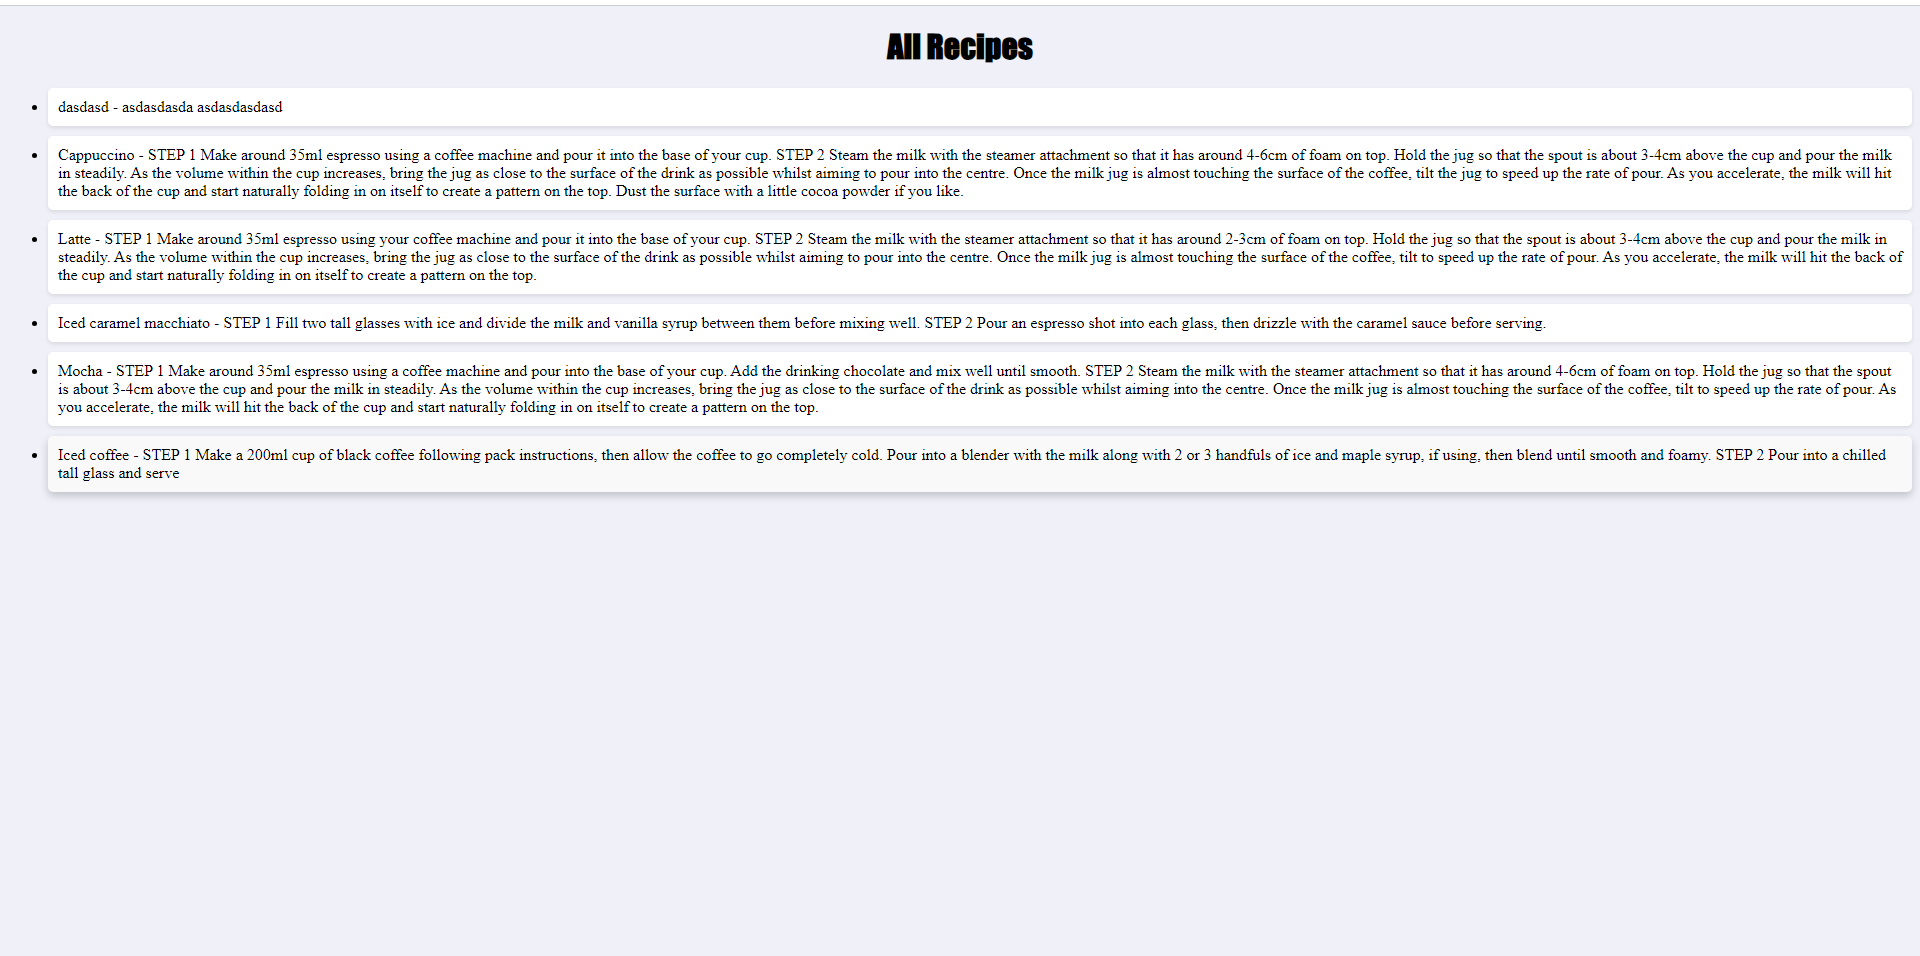 All Recipes
dasdasd - asdasdasda asdasdasdasd
Cappuccino - STEP 1 Make around 35ml espresso using a coffee machine and pour it into the base of your cup. STEP 2 Steam the milk with the steamer attachment so that it has around 4-6cm of foam on top. Hold the jug so that the spout is about 3-4cm above the cup and pour the milk
in steadily. As the volume within the cup increases, bring the jug as close to the surface of the drink as possible whilst aiming to pour into the centre. Once the milk jug is almost touching the surface of the coffee, tilt the jug to speed up the rate of pour. As you accelerate, the milk will hit
the back of the cup and start naturally folding in on itself to create a pattern on the top. Dust the surface with a little cocoa powder if you like.
Latte - STEP 1 Make around 35ml espresso using your coffee machine and pour it into the base of your cup. STEP 2 Steam the milk with the steamer attachment so that it has around 2-3cm of foam on top. Hold the jug so that the spout is about 3-4cm above the cup and pour the milk in
steadily. As the volume within the cup increases, bring the jug as close to the surface of the drink as possible whilst aiming to pour into the centre. Once the milk jug is almost touching the surface of the coffee, tilt to speed up the rate of pour. As you accelerate, the milk will hit the back of
the cup and start naturally folding in on itself to create a pattern on the top.
Iced caramel macchiato - STEP 1 Fill two tall glasses with ice and divide the milk and vanilla syrup between them before mixing well. STEP 2 Pour an espresso shot into each glass, then drizzle with the caramel sauce before serving.
Mocha - STEP 1 Make around 35ml espresso using a coffee machine and pour into the base of your cup. Add the drinking chocolate and mix well until smooth. STEP 2 Steam the milk with the steamer attachment so that it has around 4-6cm of foam on top. Hold the jug so that the spout
is about 3-4cm above the cup and pour the milk in steadily. As the volume within the cup increases, bring the jug as close to the surface of the drink as possible whilst aiming into the centre. Once the milk jug is almost touching the surface of the coffee, tilt to speed up the rate of pour. As
you accelerate, the milk will hit the back of the cup and start naturally folding in on itself to create a pattern on the top.
Iced coffee - STEP 1 Make a 200ml cup of black coffee following pack instructions, then allow the coffee to go completely cold. Pour into a blender with the milk along with 2 or 3 handfuls of ice and maple syrup, if using, then blend until smooth and foamy. STEP 2 Pour into a chilled
tall glass and serve